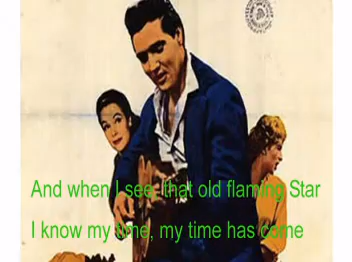 And when I see, that old flaming Star
I know my time, my time has come